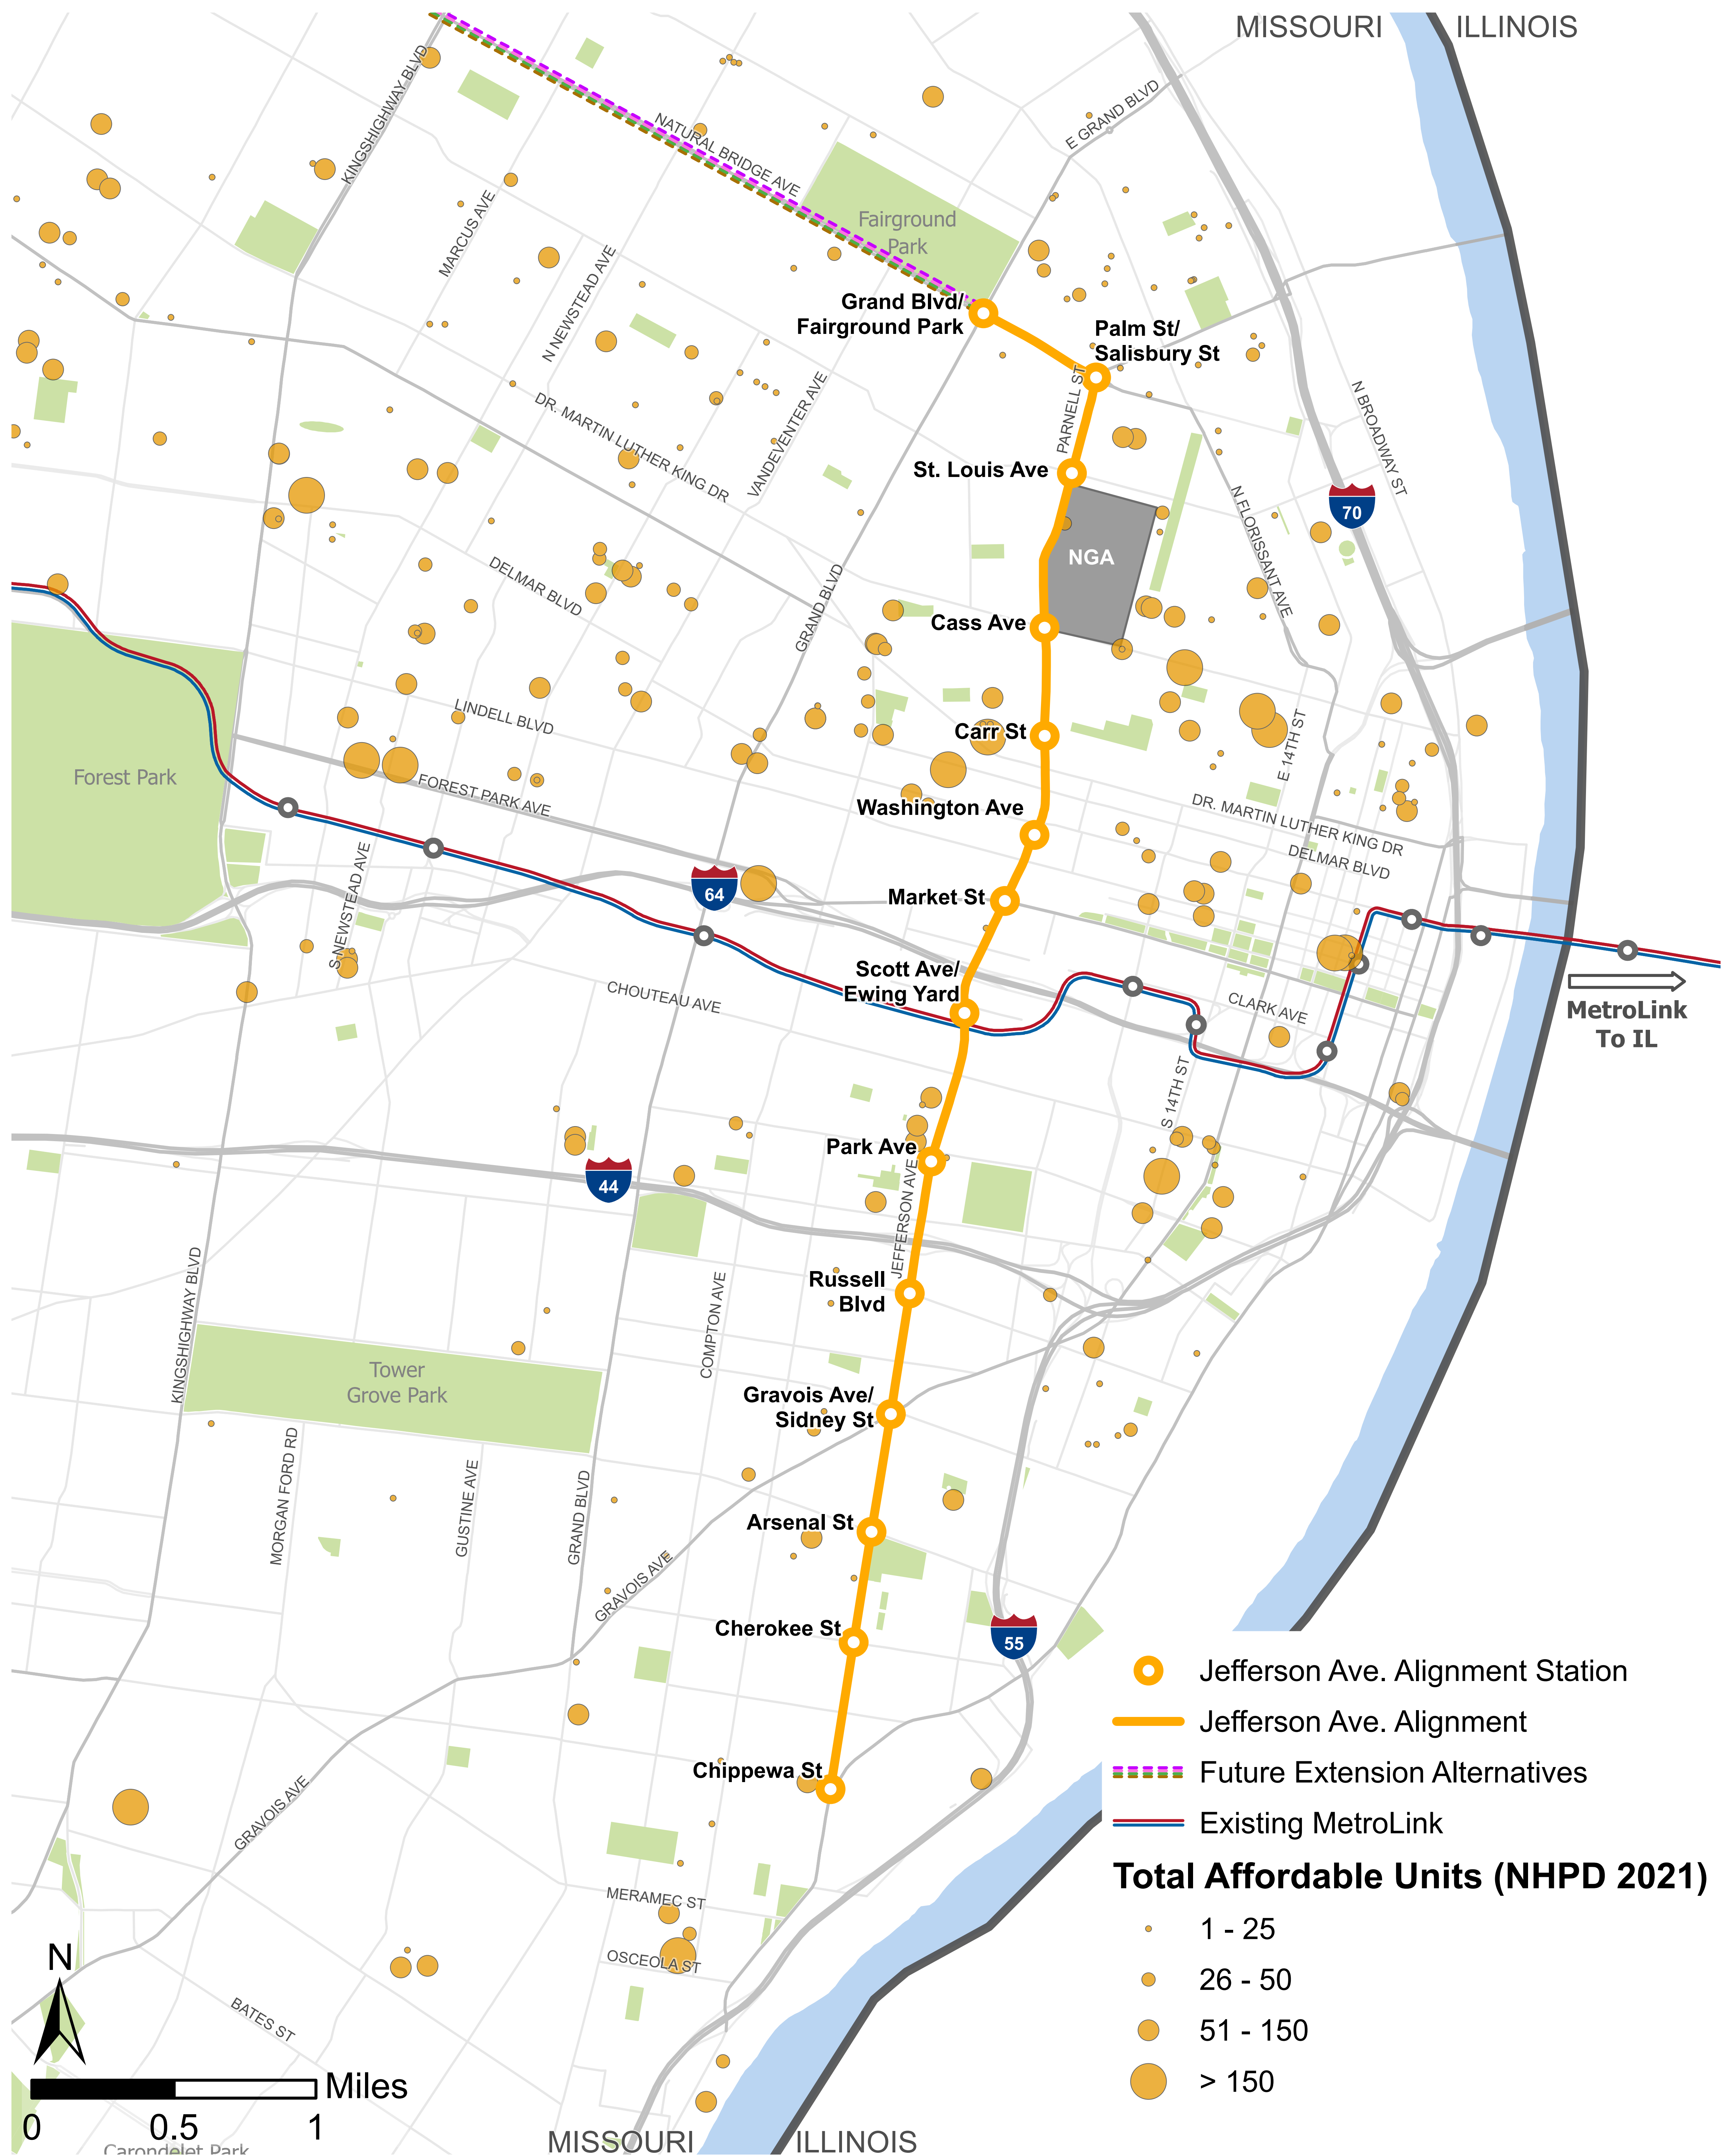 MISSOURI
ILLINOIS
KINGSHIGHWAY BLVD
E GRAND BLVD
NATURAL BRIDGE AVE
MARCUS AVE
Fairground
Park
N NEWSTEAD AVE
Grand Blvd/
Fairground Park
Palm St/
Salisbury St
PARNELL ST
N BROADWAY ST
DR. MARTIN LUTHER KING DR
VANDEVENTER AVE
St. Louis Ave
70
N FLORISSANT AVE
NGA
DELMAR BLVD
GRAND BLVD
Cass Ave
LINDELL BLVD
Carr St
E 14TH ST
Forest Park
FOREST PARK AVE
Washington Ave
DR. MARTIN LUTHER KING DR
DELMAR BLVD
S NEWSTEAD AVE
64
Market St
Scott Ave/
Ewing Yard
CHOUTEAU AVE
CLARK AVE
MetroLink
To IL
S 14TH ST
Park Ave
44
JEFFERSON AVE
KINGSHIGHWAY BLVD
Russell
Blvd
COMPTON AVE
Tower
Grove Park
Gravois Ave/
Sidney St
MORGAN FORD RD
GUSTINE AVE
GRAND BLVD
Arsenal St
GRAVOIS AVE
Cherokee St
55
Chippewa St
GRAVOIS AVE
MERAMEC ST
OSCEOLA ST
BATES ST
Jefferson Ave. Alignment Station
Jefferson Ave. Alignment
Future Extension Alternatives
Existing MetroLink
Total Affordable Units (NHPD 2021)
1 - 25
26 - 50
51 - 150
> 150
N
Miles
0
0.5
1
Carondelet Park
MISSOURI
ILLINOIS